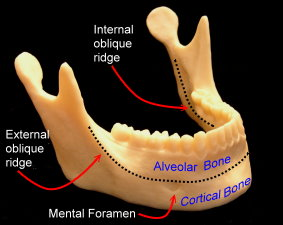 Internal
oblique
ridge
External
oblique
ridge
Alveolar Bone
Cortical Bone
Mental Foramen